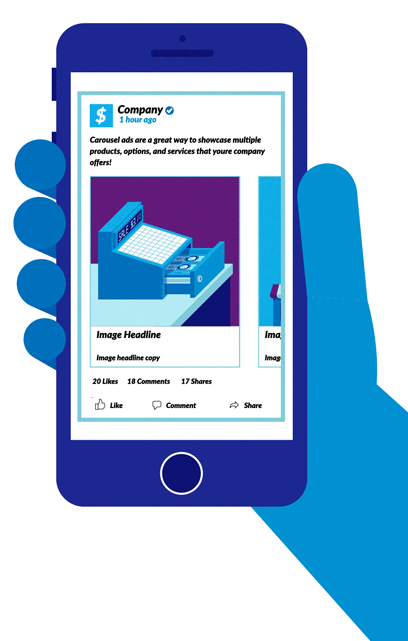 $
Company
1 hour ago
Carousel ads are a great way to showcase multiple
products, options, and services that youre company
offers!
Image Headline
Ima
Image headline copy
Imag
20 Likes 18 Comments 17 Shares
Like Comment Share